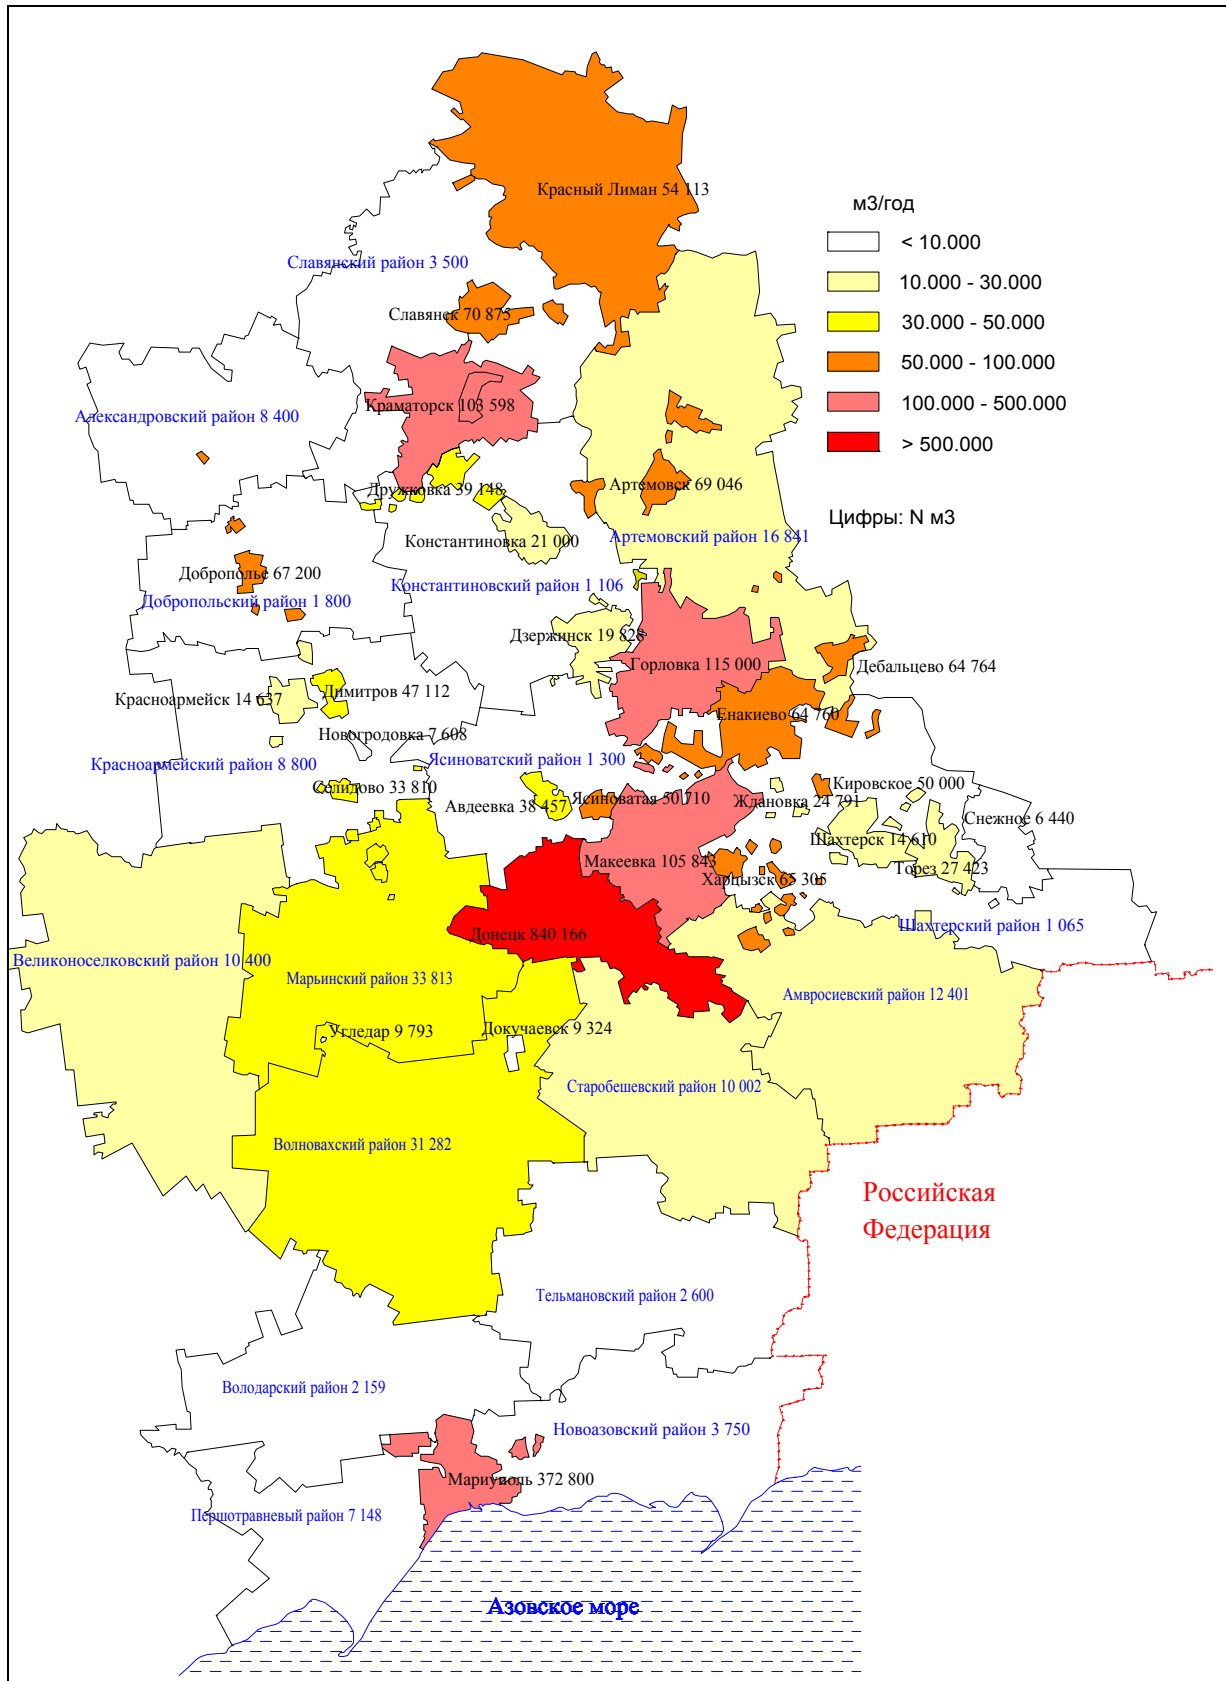 Красный Лиман 54 113
м3/год
< 10.000
Славянский район 3 500
10.000 - 30.000
Славянск 70 875
30.000 - 50.000
50.000 - 100.000
Краматорск 103 598
100.000 - 500.000
Александровский район 8 400
> 500.000
Дружковка 39 148
Артемовск 69 046
Цифры: N м3
Константиновка 21 000
Артемовский район 16 841
Доброполье 67 200
Константиновский район 1 106
Добропольский район 1 800
Дзержинск 19 828
Горловка 115 000
Дебальцево 64 764
Красноармейск 14 637
Димитров 47 112
Енакиево 64 760
Новогродовка 7 608
Ясиноватский район 1 300
Красноармейский район 8 800
Селидово 33 810
Кировское 50 000
Авдеевка 38 457
Ясиноватая 50 710
Ждановка 24 791
Снежное 6 440
Шахтерск 14 610
Макеевка 105 843
Харцызск 65 305
Торез 27 423
Шахтерский район 1 065
Донецк 840 166
Великоноселковский район 10 400
Марьинский район 33 813
Амвросиевский район 12 401
Угледар 9 793
Докучаевск 9 324
Старобешевский район 10 002
Волновахский район 31 282
Российская
Федерация
Тельмановский район 2 600
Володарский район 2 159
Новоазовский район 3 750
Мариуполь 372 800
Першотравневый район 7 148
Азовское море